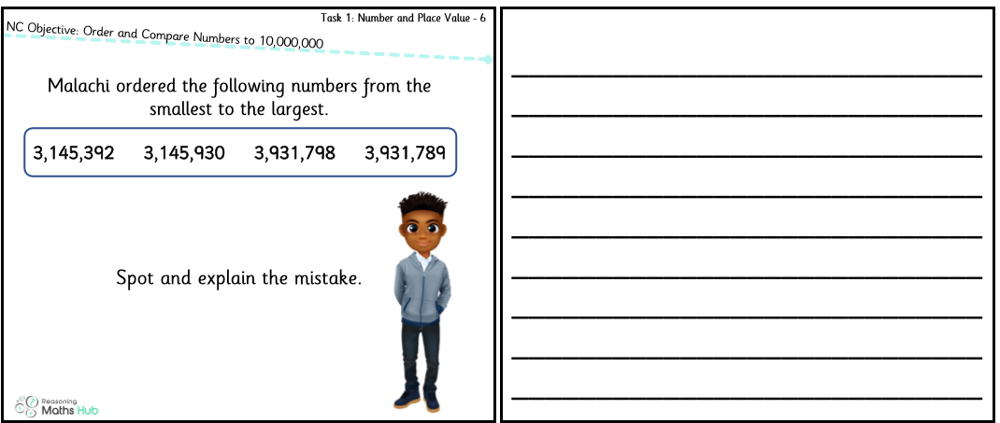 Task 1: Number and Place Value - 6
NC Objective: Order and Compare Numbers to 10,000,000
Malachi ordered the following numbers from the
smallest to the largest.
3,145,392 3,145,930 3,931,798 3,931,789
Spot and explain the mistake.
Reasoning
Maths Hub